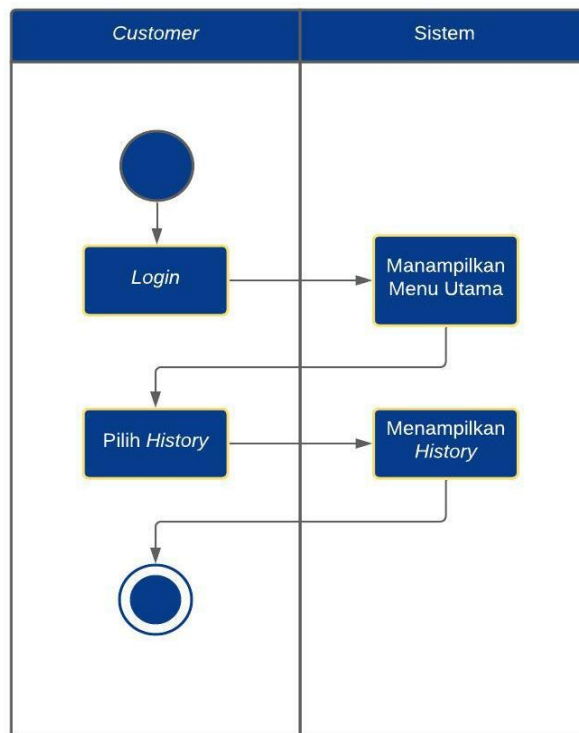 Customer
Sistem
Login
Manampilkan
Menu Utama
Pilih History
Menampilkan
History